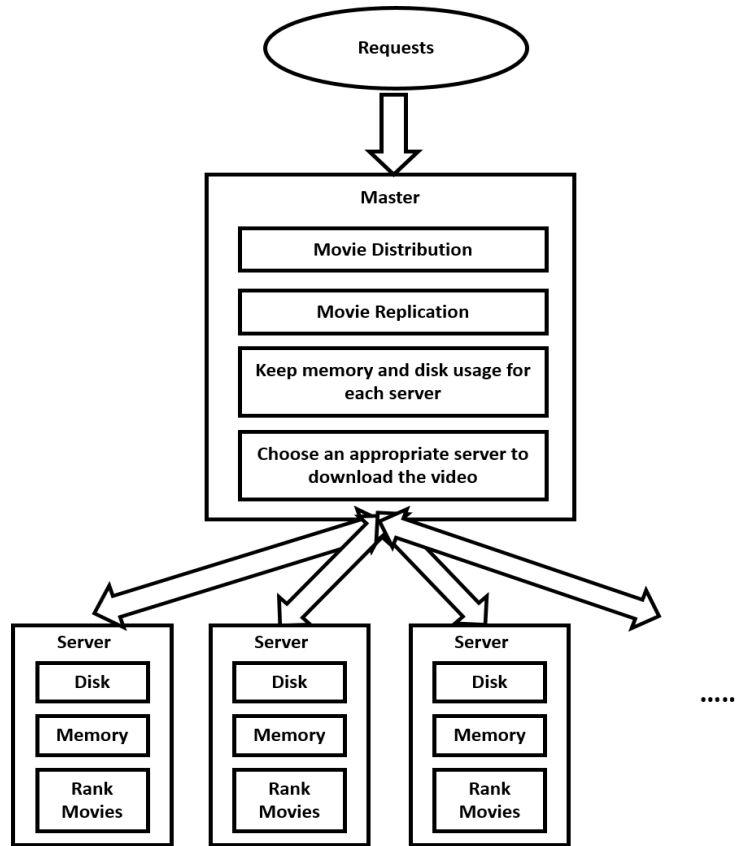 Requests
Master
Movie Distribution
Movie Replication
Keep memory and disk usage for
each server
Choose an appropriate server to
download the video
Server
Disk
Memory
Rank
Movies
Server
Disk
Memory
Rank
Movies
Server
Disk
Memory
Rank
Movies
.....